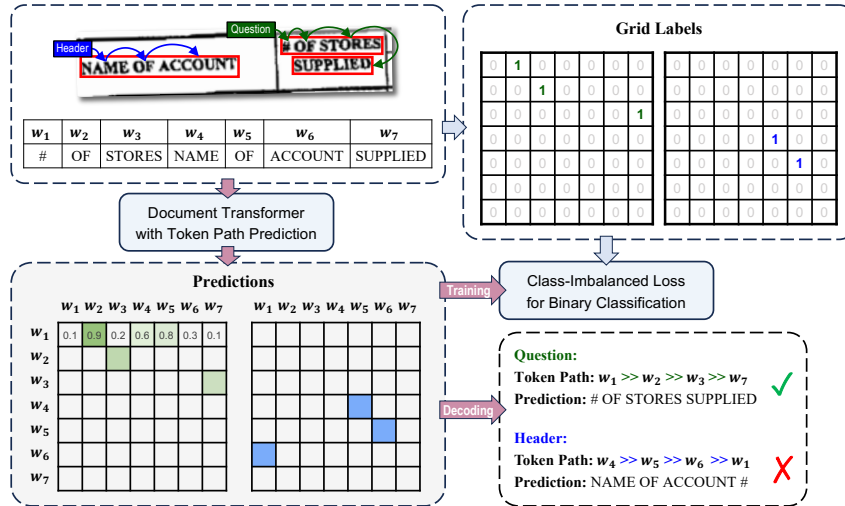 Header
Question
NAME OF ACCOUNT
# OF STORES
SUPPLIED
w₁ w₂ w₃ w₄ w₅ w₆ w₇
# OF STORES NAME OF ACCOUNT SUPPLIED
Grid Labels
0 1 0 0 0 0 0
0 0 1 0 0 0 0
0 0 0 0 0 0 1
0 0 0 0 0 0 0
0 0 0 0 0 0 0
0 0 0 0 0 0 0
0 0 0 0 0 0 0
0 0 0 0 0 0 0
0 0 0 0 0 0 0
0 0 0 0 0 0 0
0 0 0 0 1 0 0
0 0 0 0 0 1 0
0 0 0 0 0 0 0
0 0 0 0 0 0 0
Document Transformer
with Token Path Prediction
Predictions
w₁ w₂ w₃ w₄ w₅ w₆ w₇
w₁ 0.1 0.9 0.2 0.6 0.8 0.3 0.1
w₂
w₃
w₄
w₅
w₆
w₇
w₁ w₂ w₃ w₄ w₅ w₆ w₇
Training
Class-Imbalanced Loss
for Binary Classification
Decoding
Question:
Token Path: w₁ >> w₂ >> w₃ >> w₇
Prediction: # OF STORES SUPPLIED
Header:
Token Path: w₄ >> w₅ >> w₆ >> w₁
Prediction: NAME OF ACCOUNT #